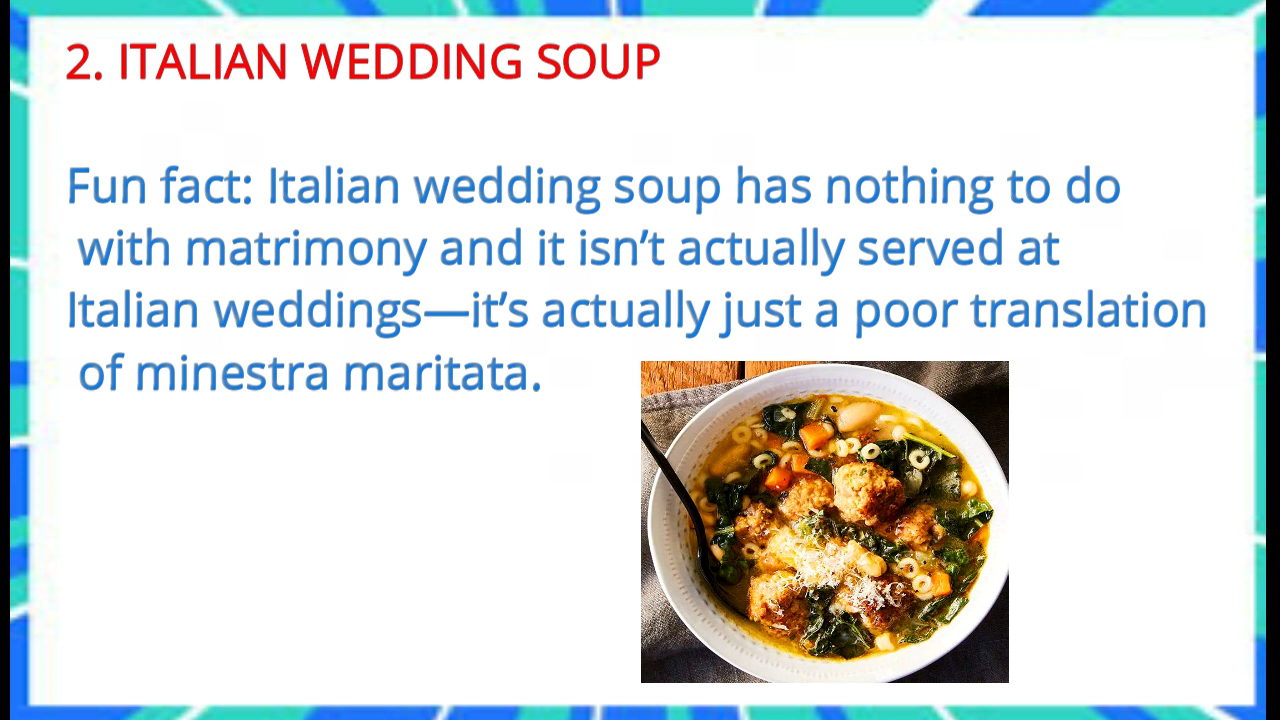 2. ITALIAN WEDDING SOUP
Fun fact: Italian wedding soup has nothing to do
with matrimony and it isn’t actually served at
Italian weddings—it’s actually just a poor translation
of minestra maritata.